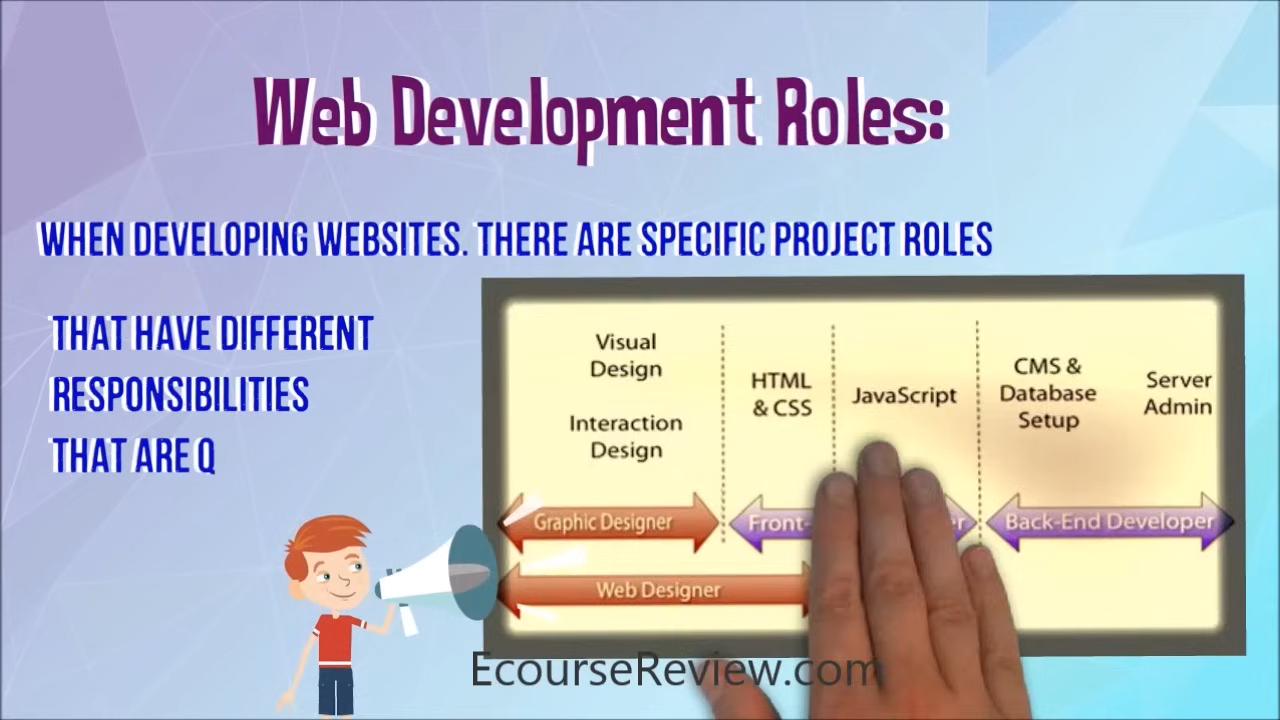 Web Development Roles:
WHEN DEVELOPING WEBSITES. THERE ARE SPECIFIC PROJECT ROLES
THAT HAVE DIFFERENT
RESPONSIBILITIES
THAT ARE Q
Visual
Design
Interaction
Design
HTML
& CSS
JavaScript
CMS &
Database
Setup
Server
Admin
Graphic Designer
Front-
Back-End Developer
Web Designer
EcourseReview.com